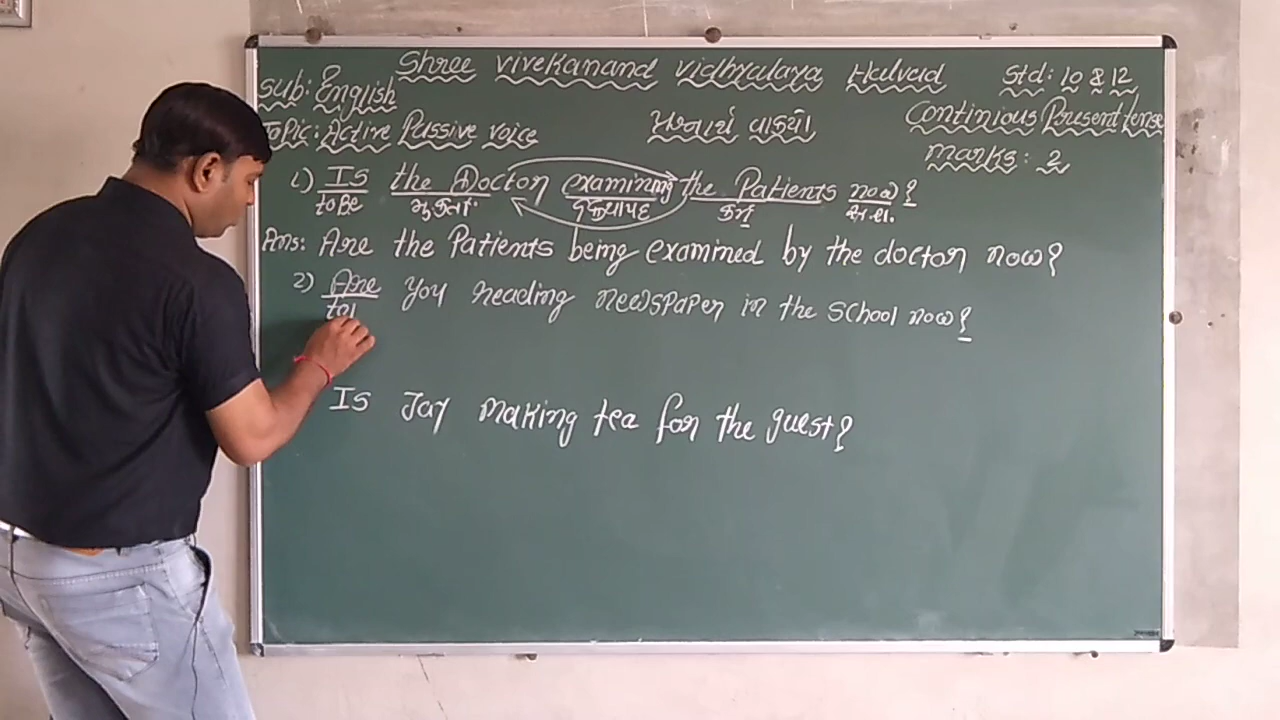 Shree vivekanand vidhyalaya Halvad
Std: 10 & 12
Sub: English
Topic: Active Passive voice
પ્રશ્નાર્થ વાક્યો
Continious Present tense
Marks: 2
1) Is the Doctor examining the Patients now?
to Be મુ.કર્તા ક્રિયાપદ કર્મ અ.શ.
Ans: Are the Patients being examined by the doctor now?
2) Are you reading newspaper in the school now?
Is Jay making tea for the guest?